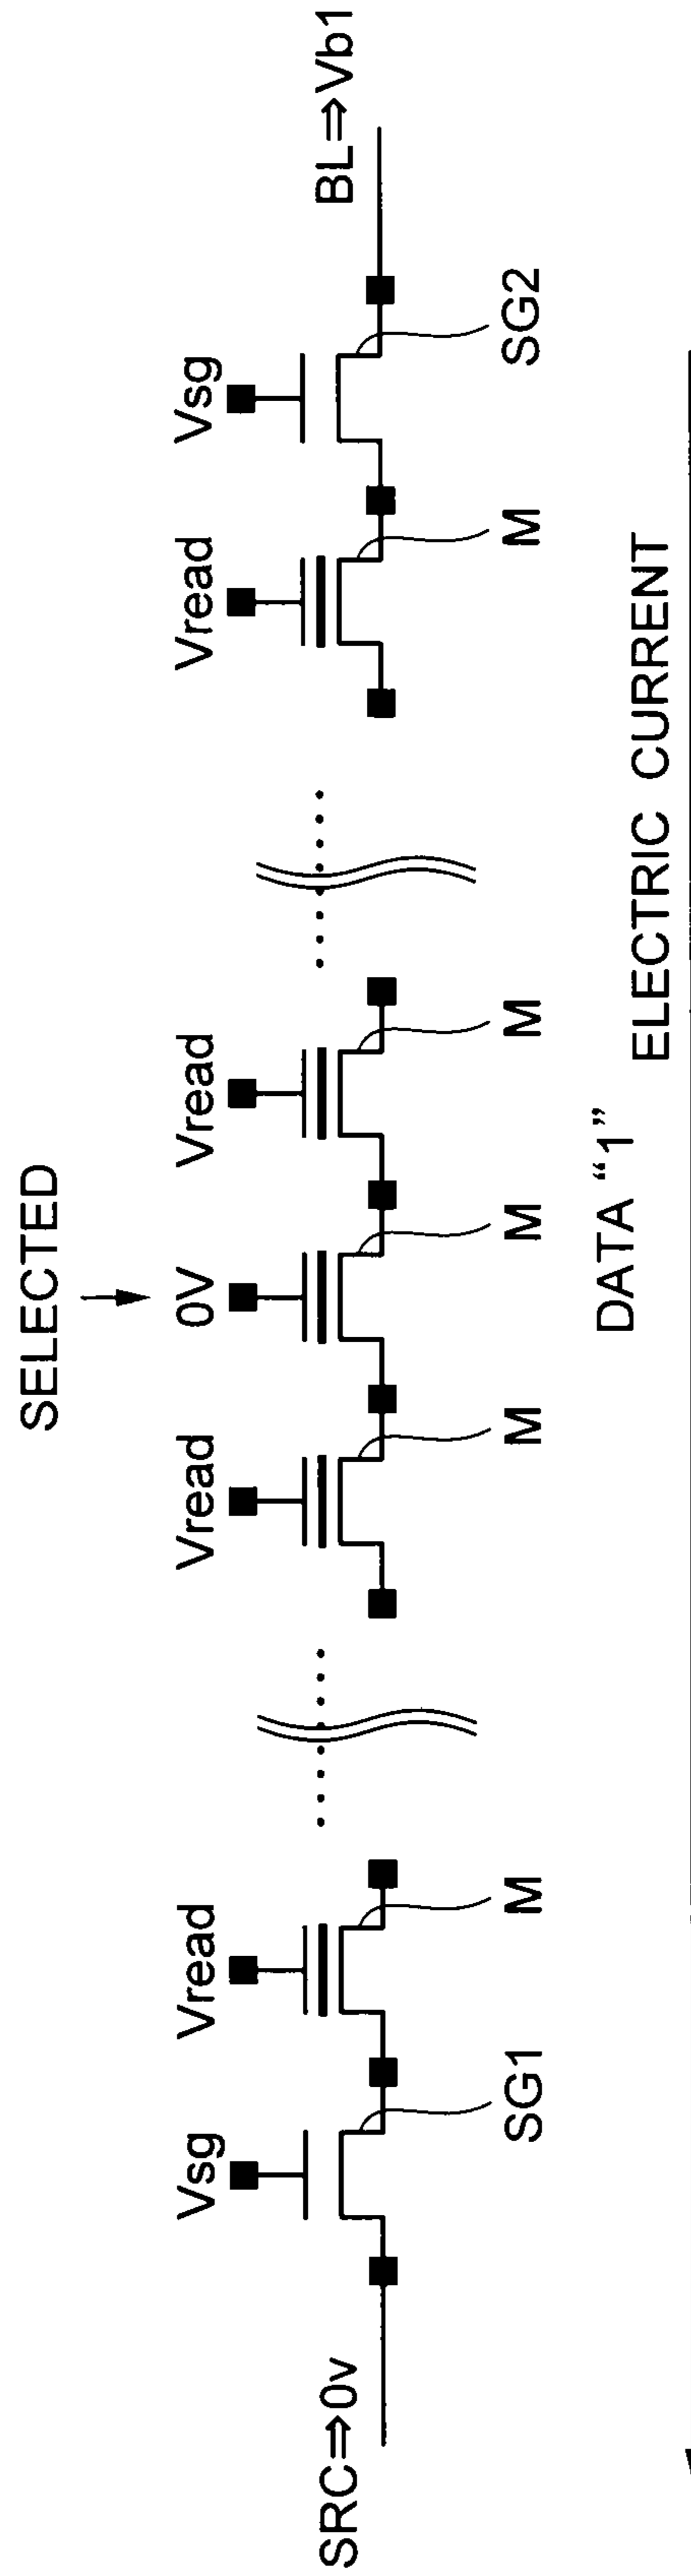 SELECTED
Vsg Vread Vread 0V Vread Vread Vsg
SRC⇒0v BL⇒Vb1
SG1 M M M M M SG2
DATA “1”
ELECTRIC CURRENT